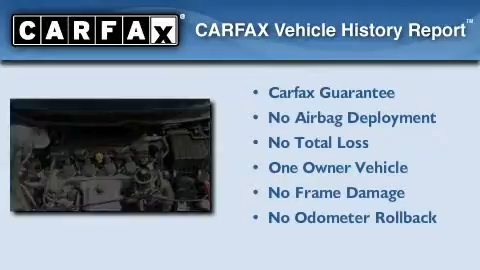 CARFAX® CARFAX Vehicle History Report™
• Carfax Guarantee
• No Airbag Deployment
• No Total Loss
• One Owner Vehicle
• No Frame Damage
• No Odometer Rollback